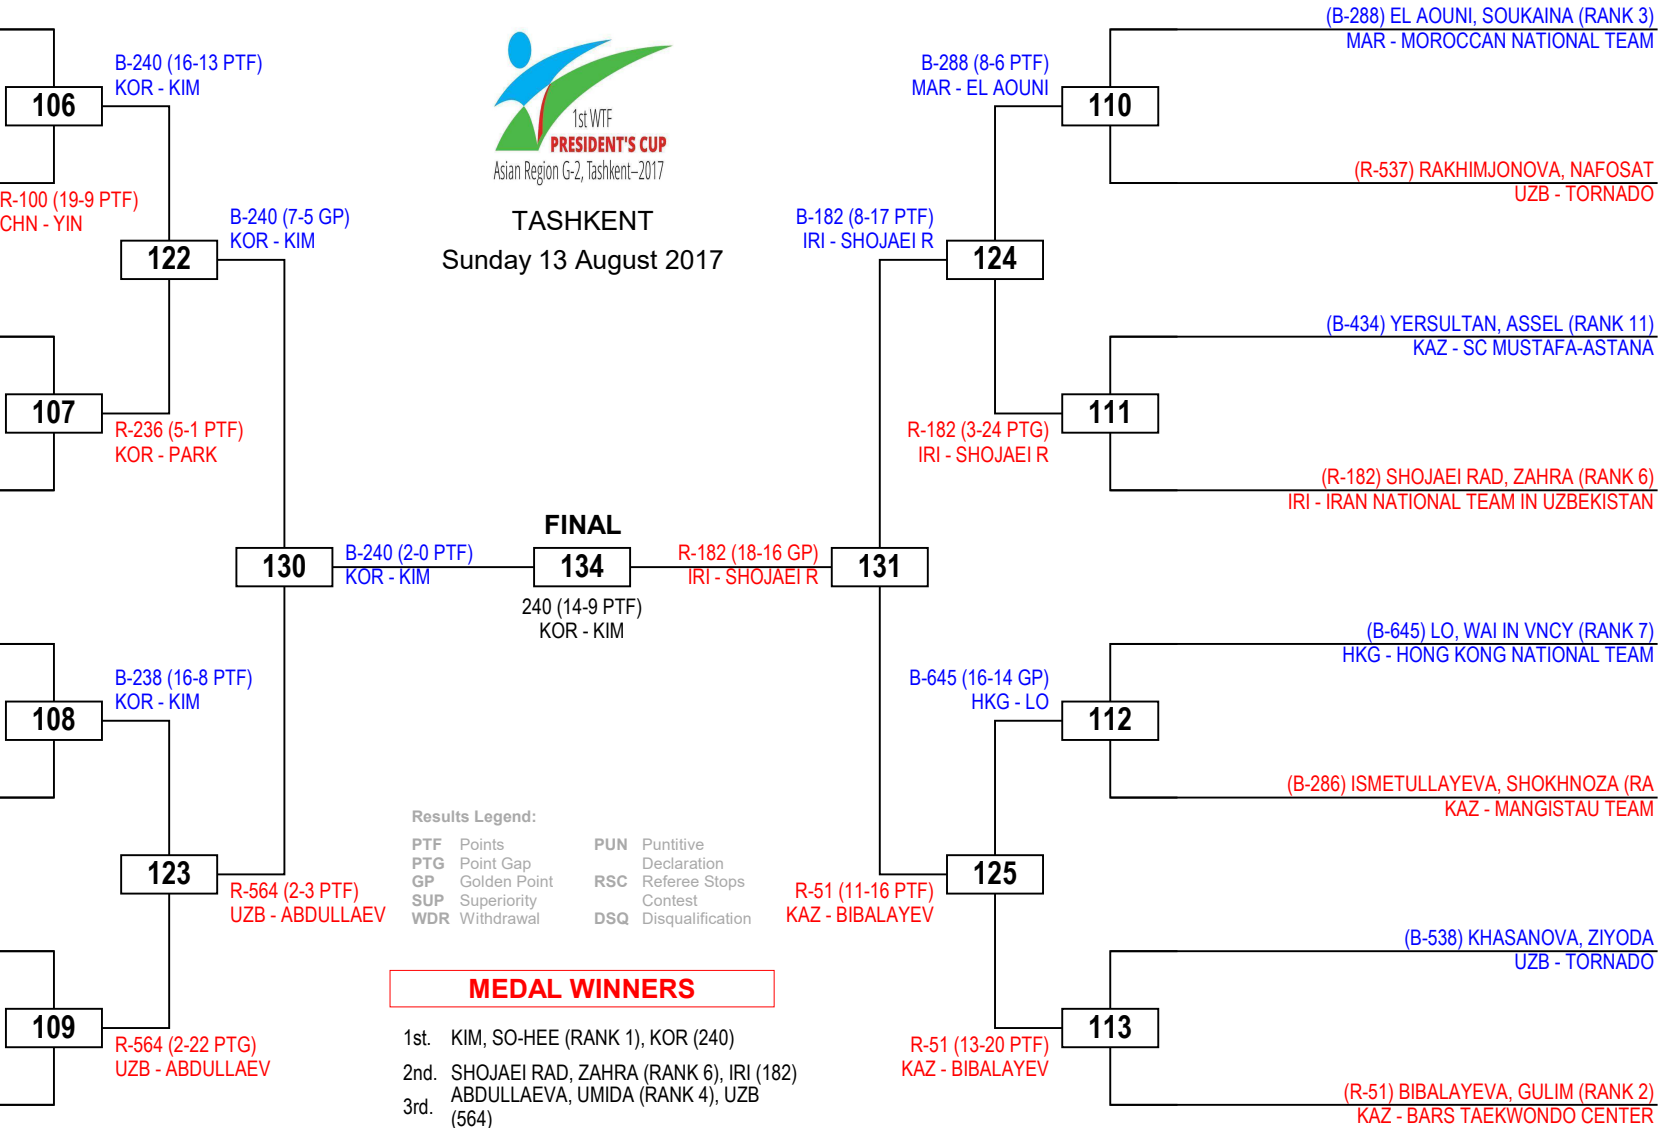 (B-288) EL AOUNI, SOUKAINA (RANK 3)
MAR - MOROCCAN NATIONAL TEAM
B-240 (16-13 PTF)
KOR - KIM
106
1st WTF
PRESIDENT'S CUP
Asian Region G-2, Tashkent–2017
B-288 (8-6 PTF)
MAR - EL AOUNI
110
(R-537) RAKHIMJONOVA, NAFOSAT
UZB - TORNADO
R-100 (19-9 PTF)
CHN - YIN
B-240 (7-5 GP)
KOR - KIM
122
TASHKENT
Sunday 13 August 2017
B-182 (8-17 PTF)
IRI - SHOJAEI R
124
(B-434) YERSULTAN, ASSEL (RANK 11)
KAZ - SC MUSTAFA-ASTANA
107
R-236 (5-1 PTF)
KOR - PARK
R-182 (3-24 PTG)
IRI - SHOJAEI R
111
(R-182) SHOJAEI RAD, ZAHRA (RANK 6)
IRI - IRAN NATIONAL TEAM IN UZBEKISTAN
130
B-240 (2-0 PTF)
KOR - KIM
FINAL
134
240 (14-9 PTF)
KOR - KIM
R-182 (18-16 GP)
IRI - SHOJAEI R
131
(B-645) LO, WAI IN VNCY (RANK 7)
HKG - HONG KONG NATIONAL TEAM
B-238 (16-8 PTF)
KOR - KIM
108
B-645 (16-14 GP)
HKG - LO
112
(B-286) ISMETULLAYEVA, SHOKHNOZA (RA
KAZ - MANGISTAU TEAM
123
R-564 (2-3 PTF)
UZB - ABDULLAEV
Results Legend:
PTF Points
PTG Point Gap
GP Golden Point
SUP Superiority
WDR Withdrawal
PUN Puntitive
Declaration
RSC Referee Stops
Contest
DSQ Disqualification
R-51 (11-16 PTF)
KAZ - BIBALAYEV
125
(B-538) KHASANOVA, ZIYODA
UZB - TORNADO
109
R-564 (2-22 PTG)
UZB - ABDULLAEV
MEDAL WINNERS
1st. KIM, SO-HEE (RANK 1), KOR (240)
2nd. SHOJAEI RAD, ZAHRA (RANK 6), IRI (182)
3rd. ABDULLAEVA, UMIDA (RANK 4), UZB
(564)
R-51 (13-20 PTF)
KAZ - BIBALAYEV
113
(R-51) BIBALAYEVA, GULIM (RANK 2)
KAZ - BARS TAEKWONDO CENTER